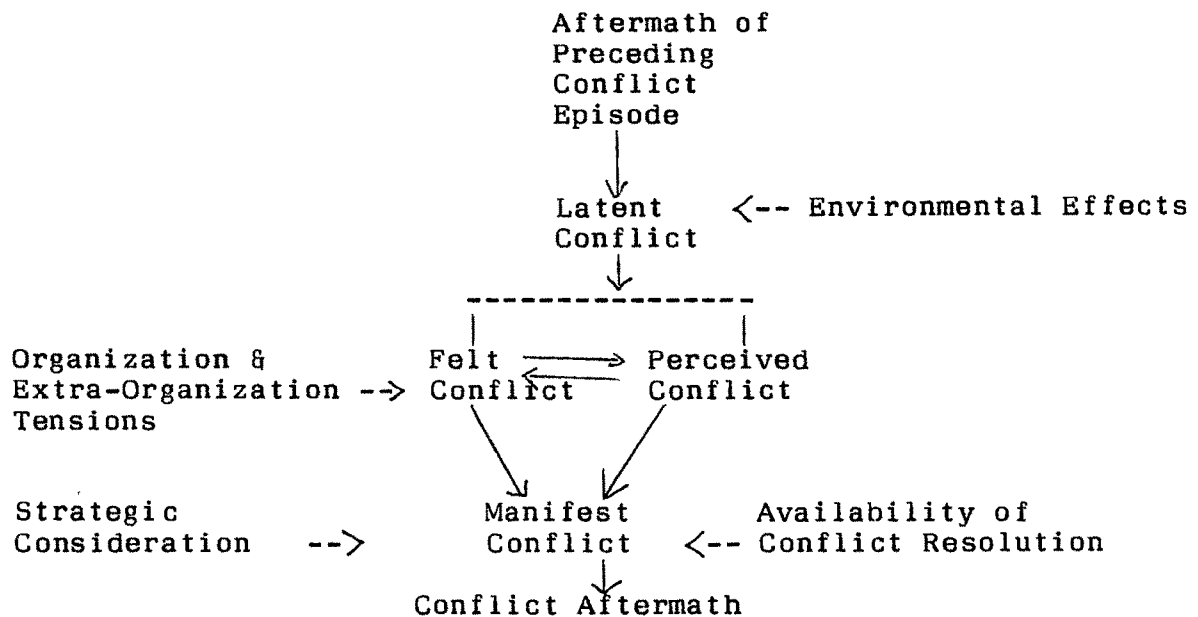 Aftermath of
Preceding
Conflict
Episode
Latent <-- Environmental Effects
Conflict
Organization & Felt Perceived
Extra-Organization --> Conflict Conflict
Tensions
Strategic Manifest Availability of
Consideration --> Conflict <-- Conflict Resolution
Conflict Aftermath